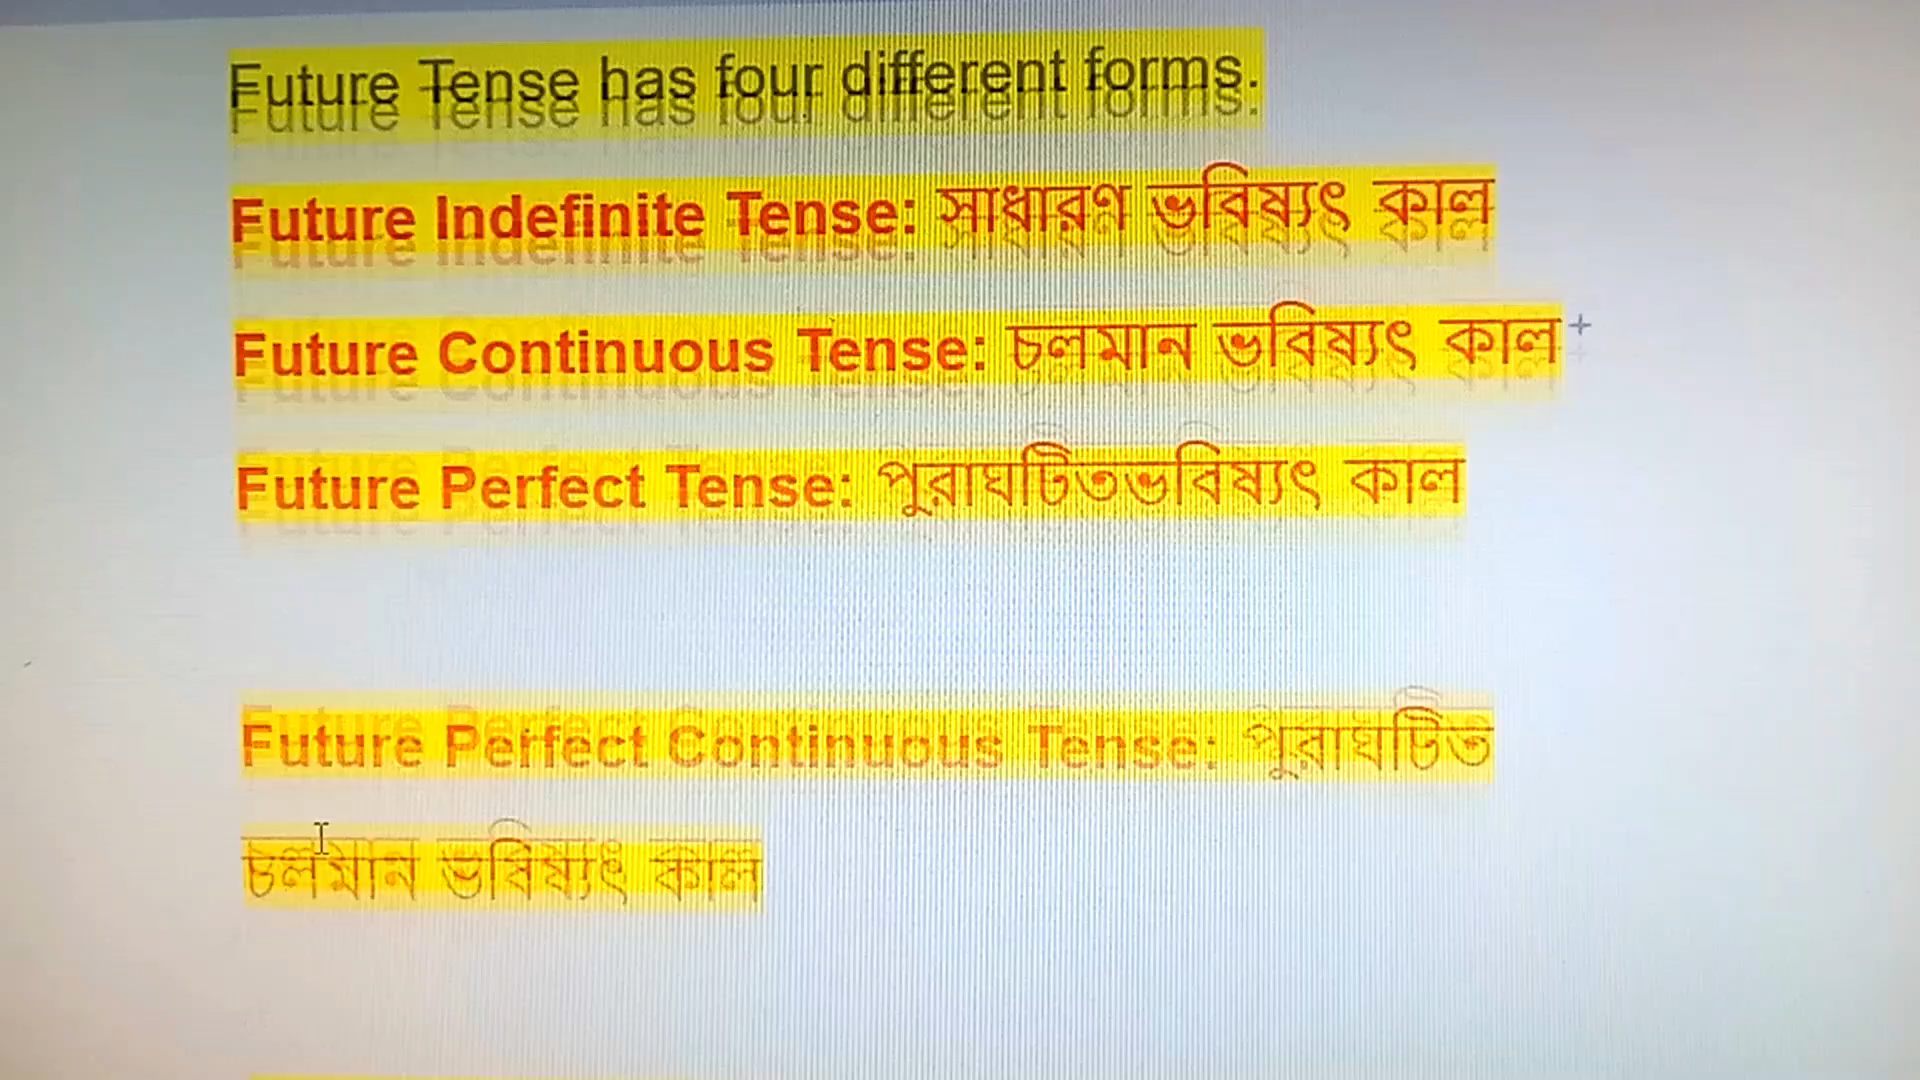 Future Tense has four different forms.
Future Indefinite Tense: সাধারণ ভবিষ্যৎ কাল
Future Continuous Tense: চলমান ভবিষ্যৎ কাল
Future Perfect Tense: পুরাঘটিতভবিষ্যৎ কাল
Future Perfect Continuous Tense: পুরাঘটিত
চলমান ভবিষ্যৎ কাল